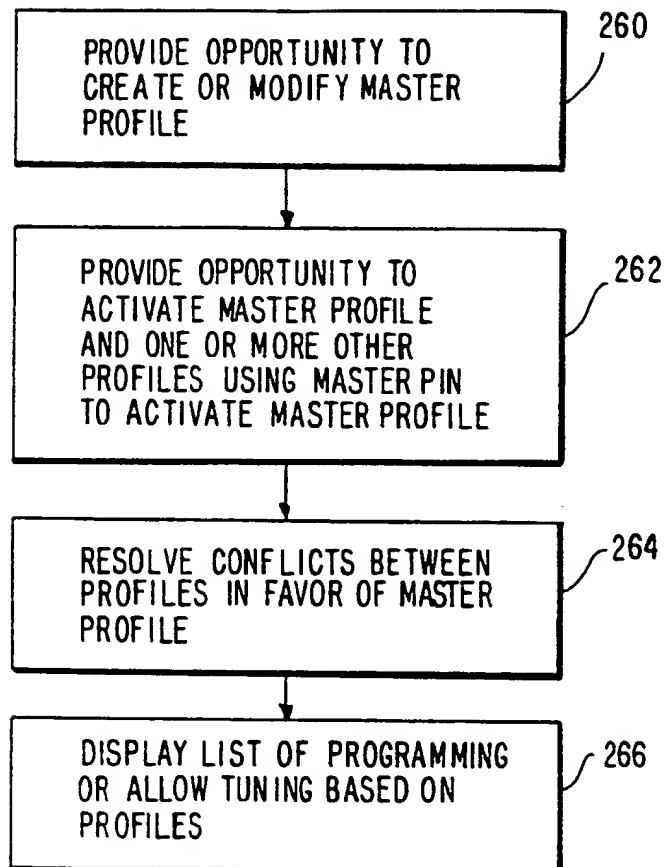 260
PROVIDE OPPORTUNITY TO
CREATE OR MODIFY MASTER
PROFILE
262
PROVIDE OPPORTUNITY TO
ACTIVATE MASTER PROFILE
AND ONE OR MORE OTHER
PROFILES USING MASTER PIN
TO ACTIVATE MASTER PROFILE
264
RESOLVE CONFLICTS BETWEEN
PROFILES IN FAVOR OF MASTER
PROFILE
266
DISPLAY LIST OF PROGRAMMING
OR ALLOW TUNING BASED ON
PROFILES